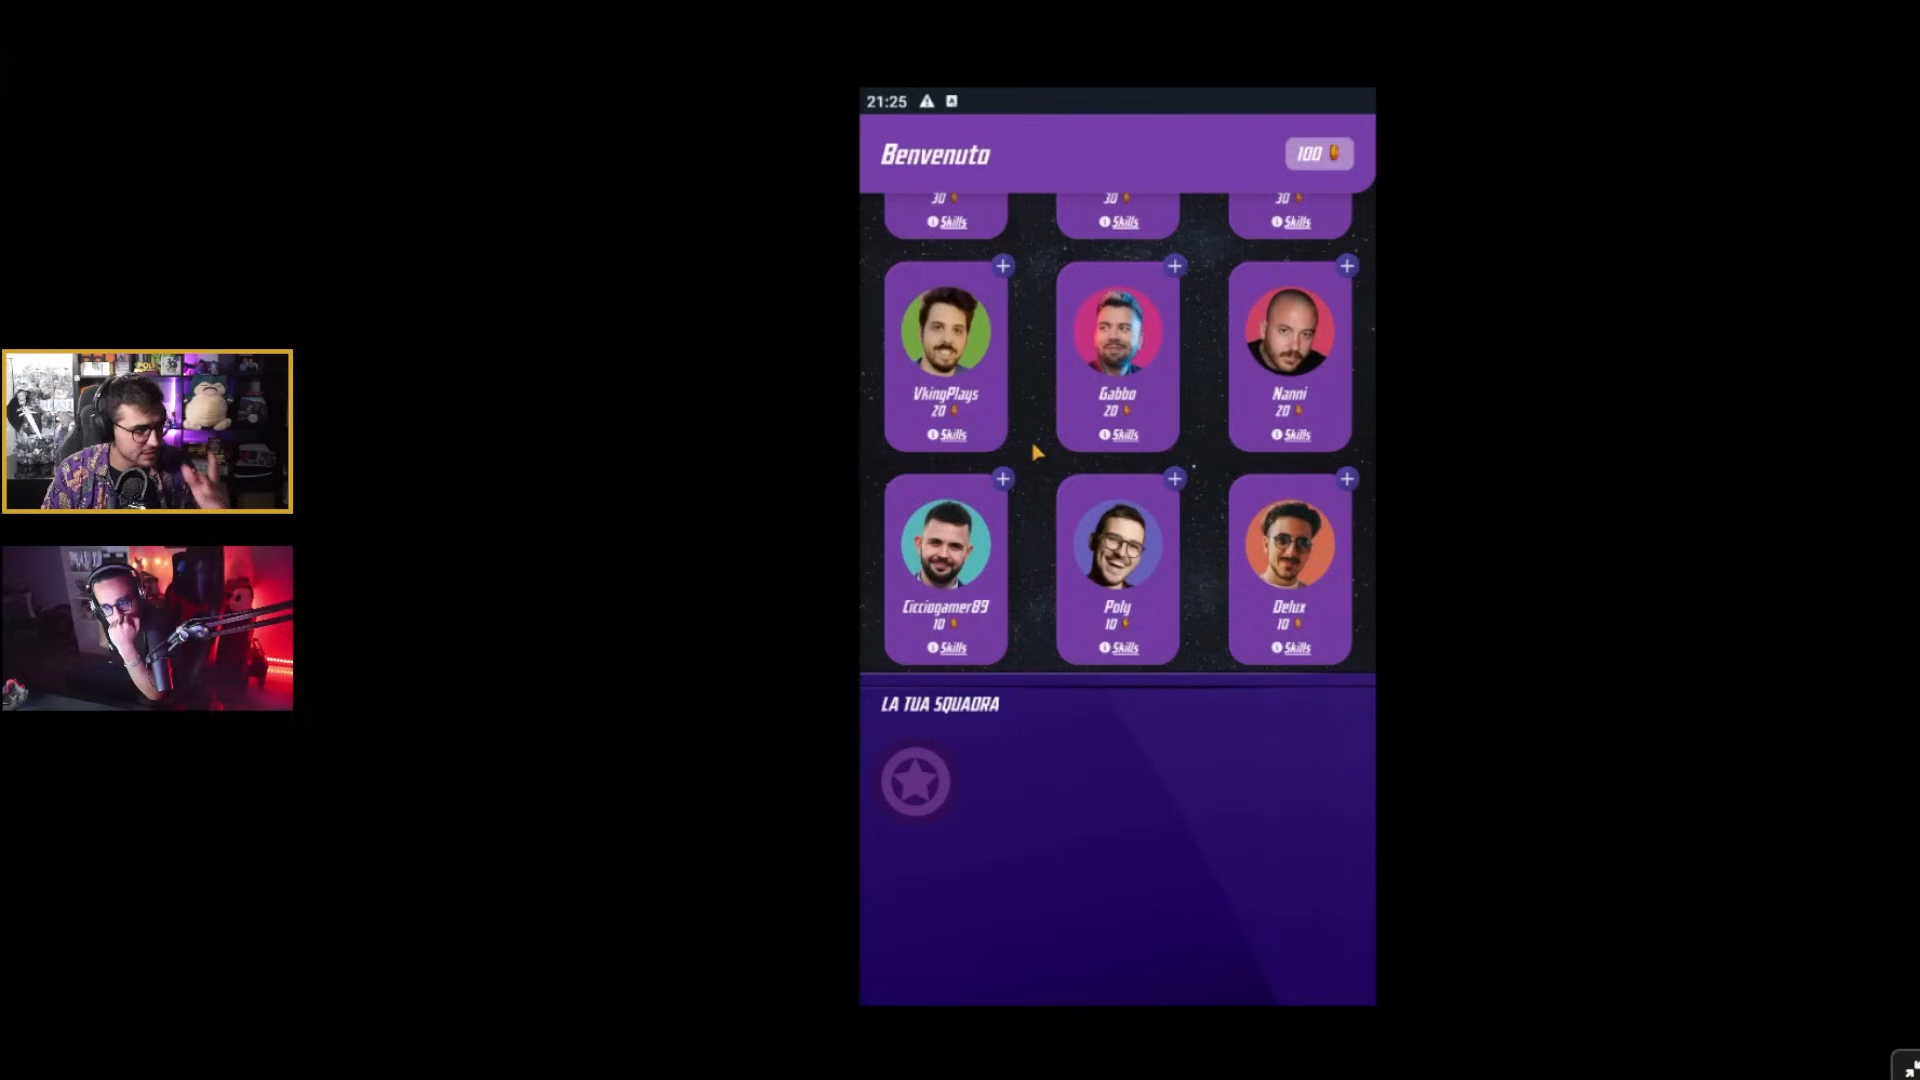 21:25
Benvenuto
100
30 30 30
Skills Skills Skills
VkingPlays Gabbo Nanni
20 20 20
Skills Skills Skills
Cicciogamer89 Poly Delux
10 10 10
Skills Skills Skills
LA TUA SQUADRA